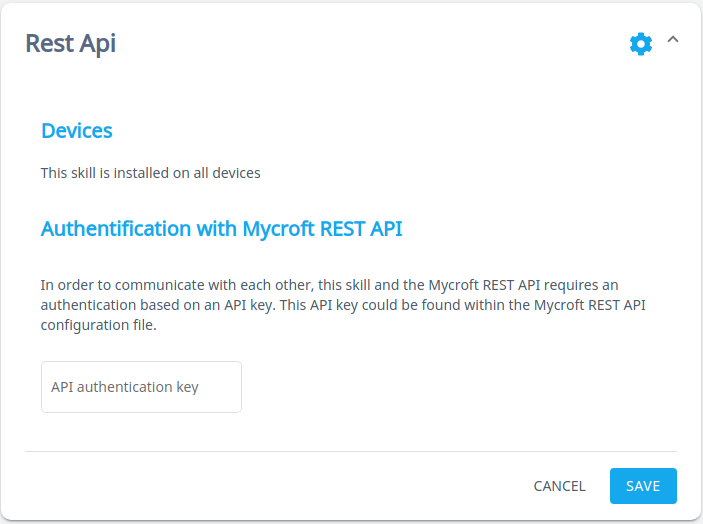 Rest Api
Devices
This skill is installed on all devices
Authentification with Mycroft REST API
In order to communicate with each other, this skill and the Mycroft REST API requires an
authentication based on an API key. This API key could be found within the Mycroft REST API
configuration file.
API authentication key
CANCEL
SAVE